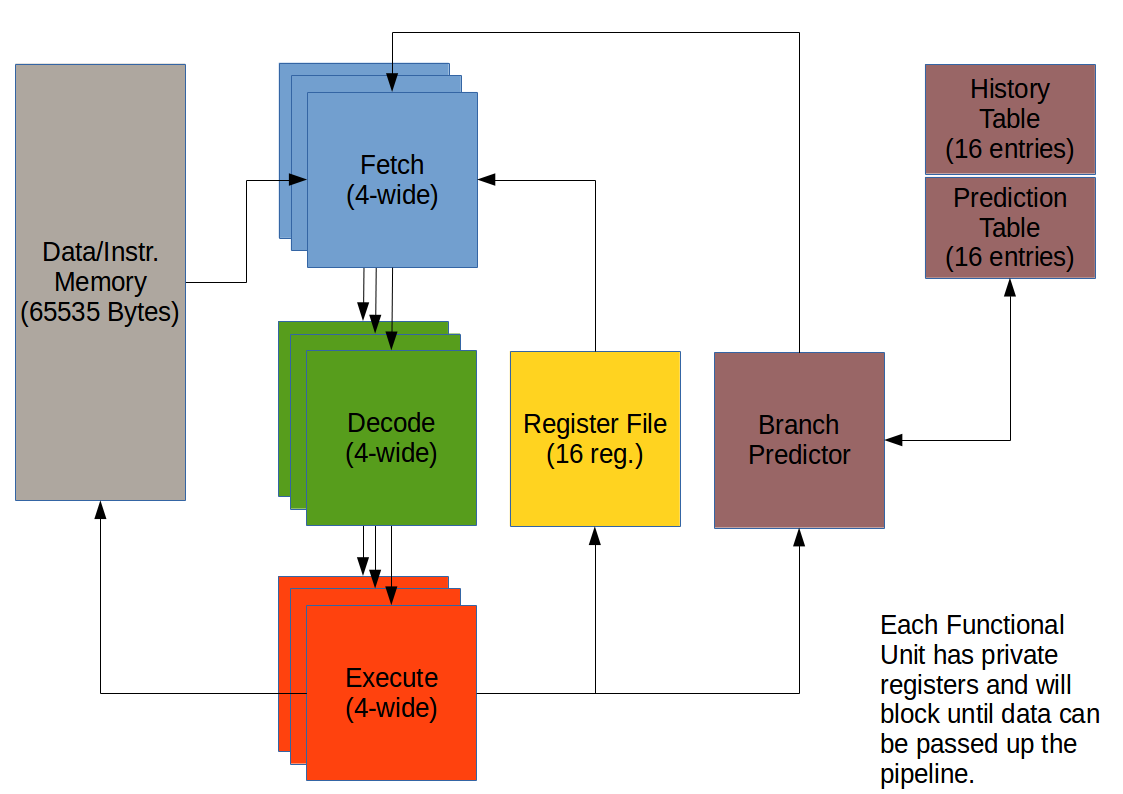 Data/Instr.
Memory
(65535 Bytes)
Fetch
(4-wide)
Decode
(4-wide)
Execute
(4-wide)
Register File
(16 reg.)
Branch
Predictor
History
Table
(16 entries)
Prediction
Table
(16 entries)
Each Functional
Unit has private
registers and will
block until data can
be passed up the
pipeline.